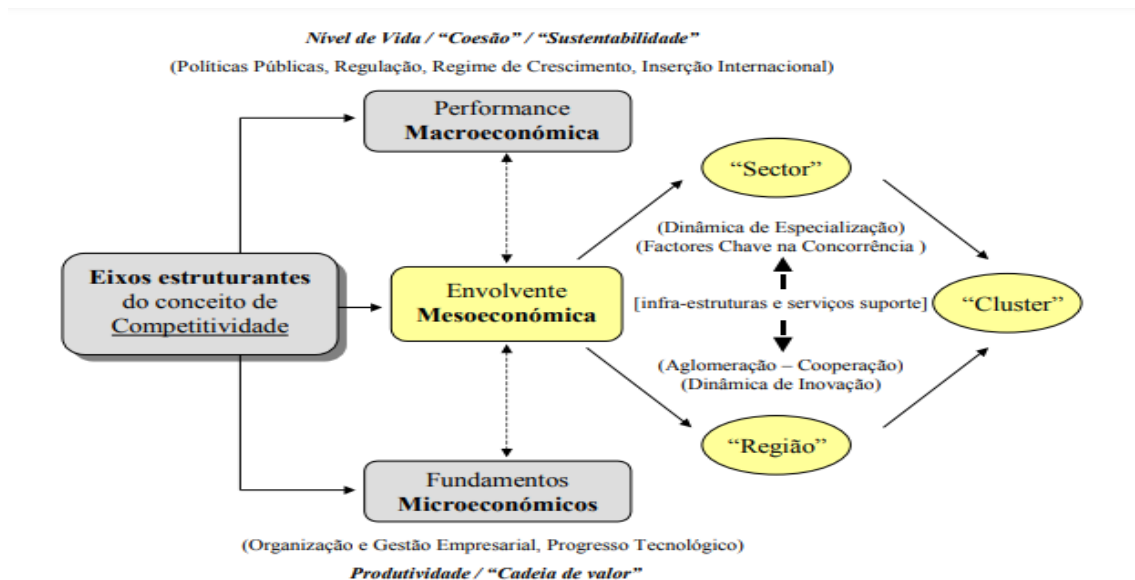 Nível de Vida / “Coesão” / “Sustentabilidade”
(Políticas Públicas, Regulação, Regime de Crescimento, Inserção Internacional)
Performance
Macroeconómica
“Sector”
(Dinâmica de Especialização)
(Factores Chave na Concorrência )
Eixos estruturantes
do conceito de
Competitividade
Envolvente
Mesoeconómica
[infra-estruturas e serviços suporte]
“Cluster”
(Aglomeração – Cooperação)
(Dinâmica de Inovação)
“Região”
Fundamentos
Microeconómicos
(Organização e Gestão Empresarial, Progresso Tecnológico)
Produtividade / “Cadeia de valor”